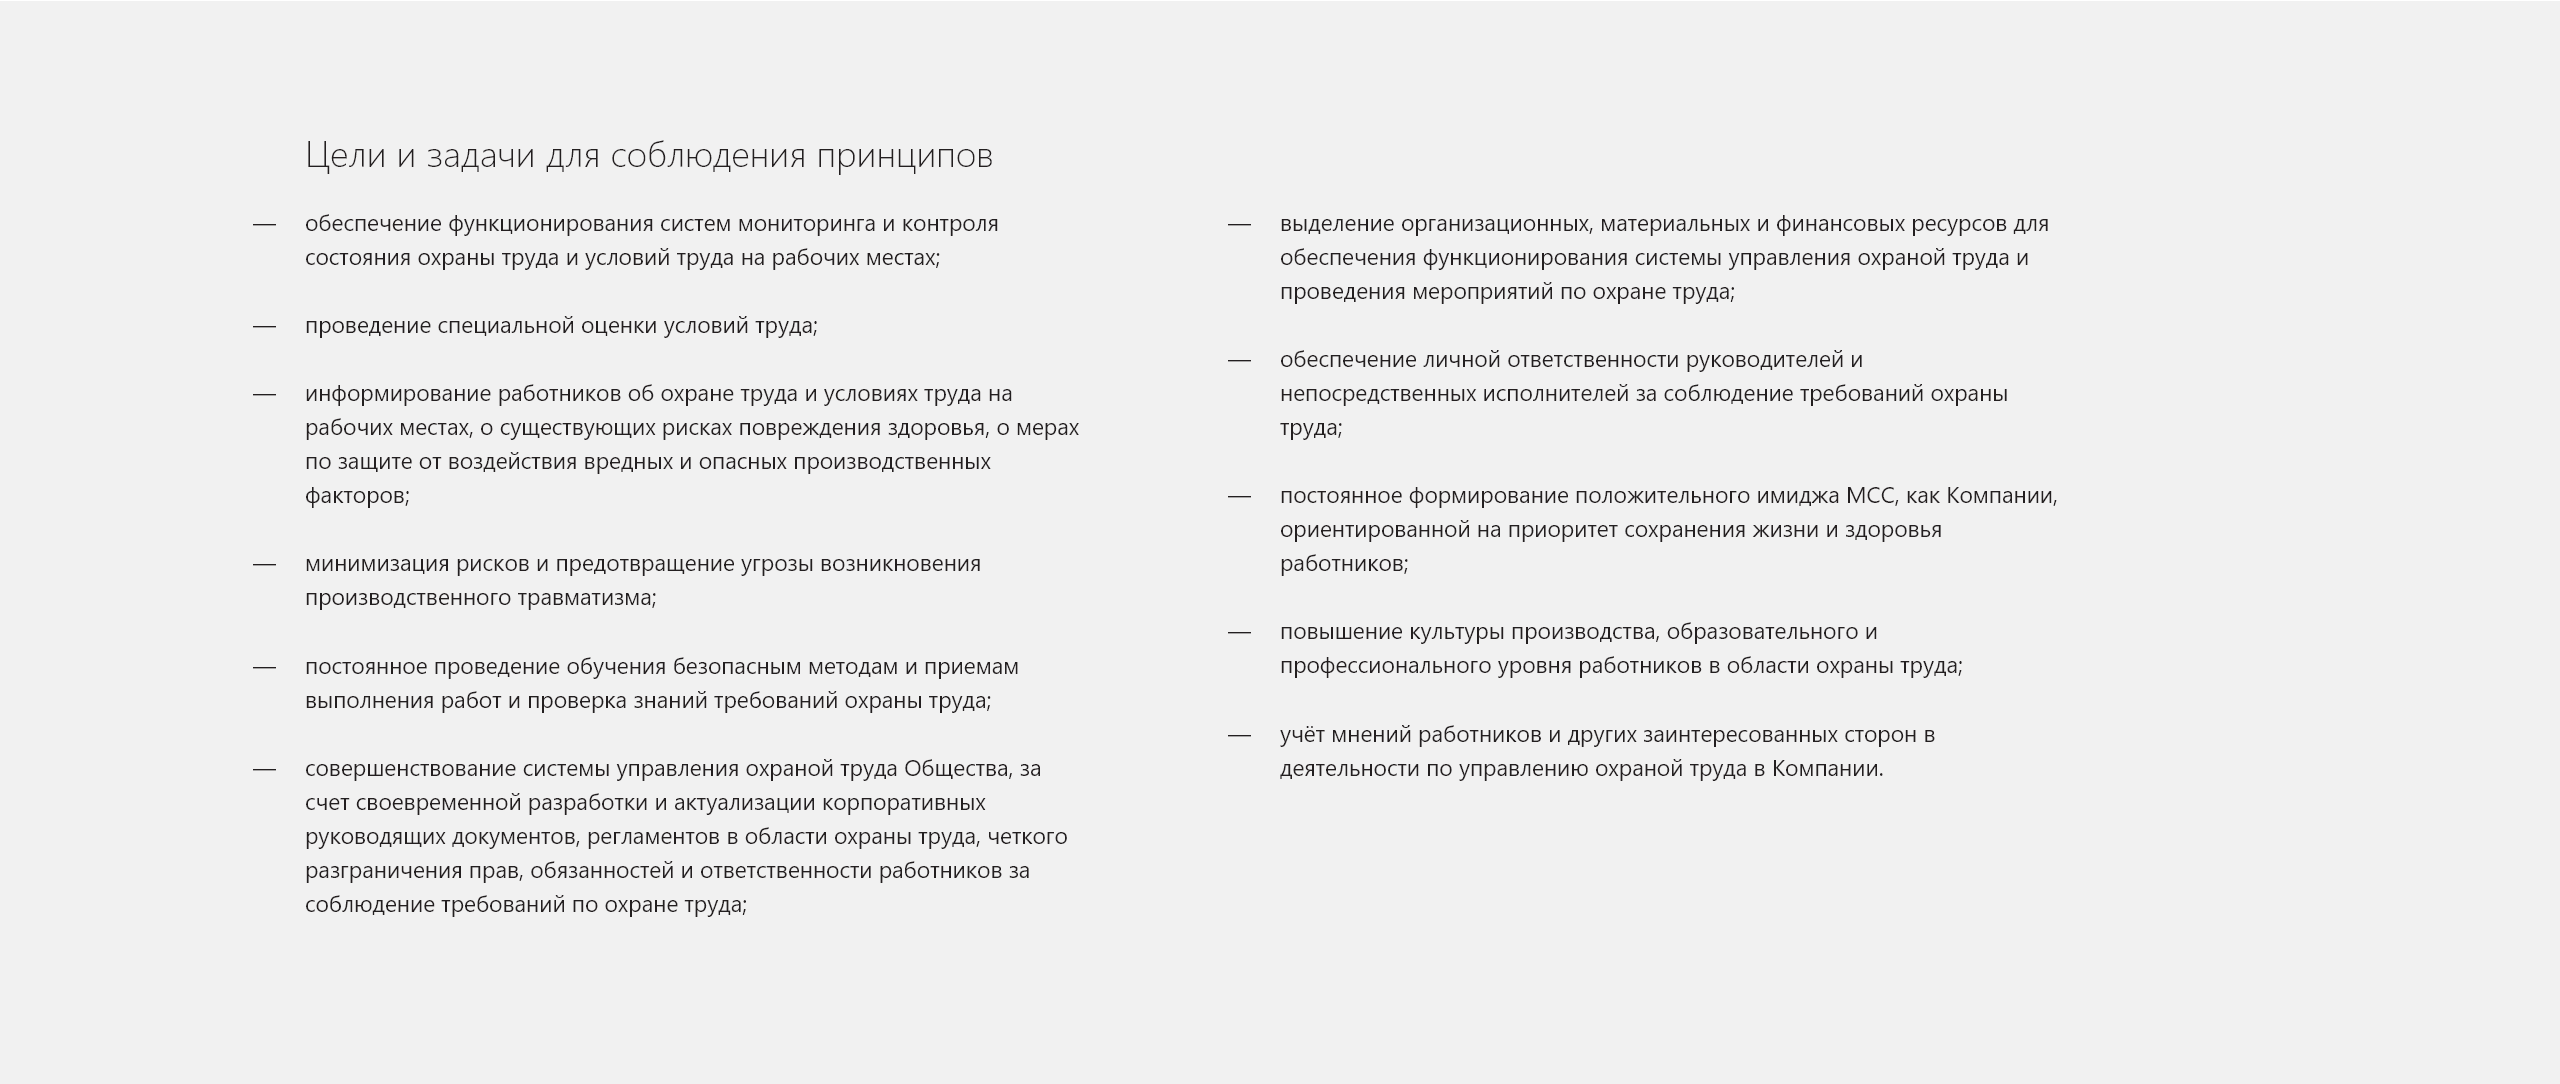 Цели и задачи для соблюдения принципов
— обеспечение функционирования систем мониторинга и контроля
состояния охраны труда и условий труда на рабочих местах;
— проведение специальной оценки условий труда;
— информирование работников об охране труда и условиях труда на
рабочих местах, о существующих рисках повреждения здоровья, о мерах
по защите от воздействия вредных и опасных производственных
факторов;
— минимизация рисков и предотвращение угрозы возникновения
производственного травматизма;
— постоянное проведение обучения безопасным методам и приемам
выполнения работ и проверка знаний требований охраны труда;
— совершенствование системы управления охраной труда Общества, за
счет своевременной разработки и актуализации корпоративных
руководящих документов, регламентов в области охраны труда, четкого
разграничения прав, обязанностей и ответственности работников за
соблюдение требований по охране труда;
— выделение организационных, материальных и финансовых ресурсов для
обеспечения функционирования системы управления охраной труда и
проведения мероприятий по охране труда;
— обеспечение личной ответственности руководителей и
непосредственных исполнителей за соблюдение требований охраны
труда;
— постоянное формирование положительного имиджа МСС, как Компании,
ориентированной на приоритет сохранения жизни и здоровья
работников;
— повышение культуры производства, образовательного и
профессионального уровня работников в области охраны труда;
— учёт мнений работников и других заинтересованных сторон в
деятельности по управлению охраной труда в Компании.